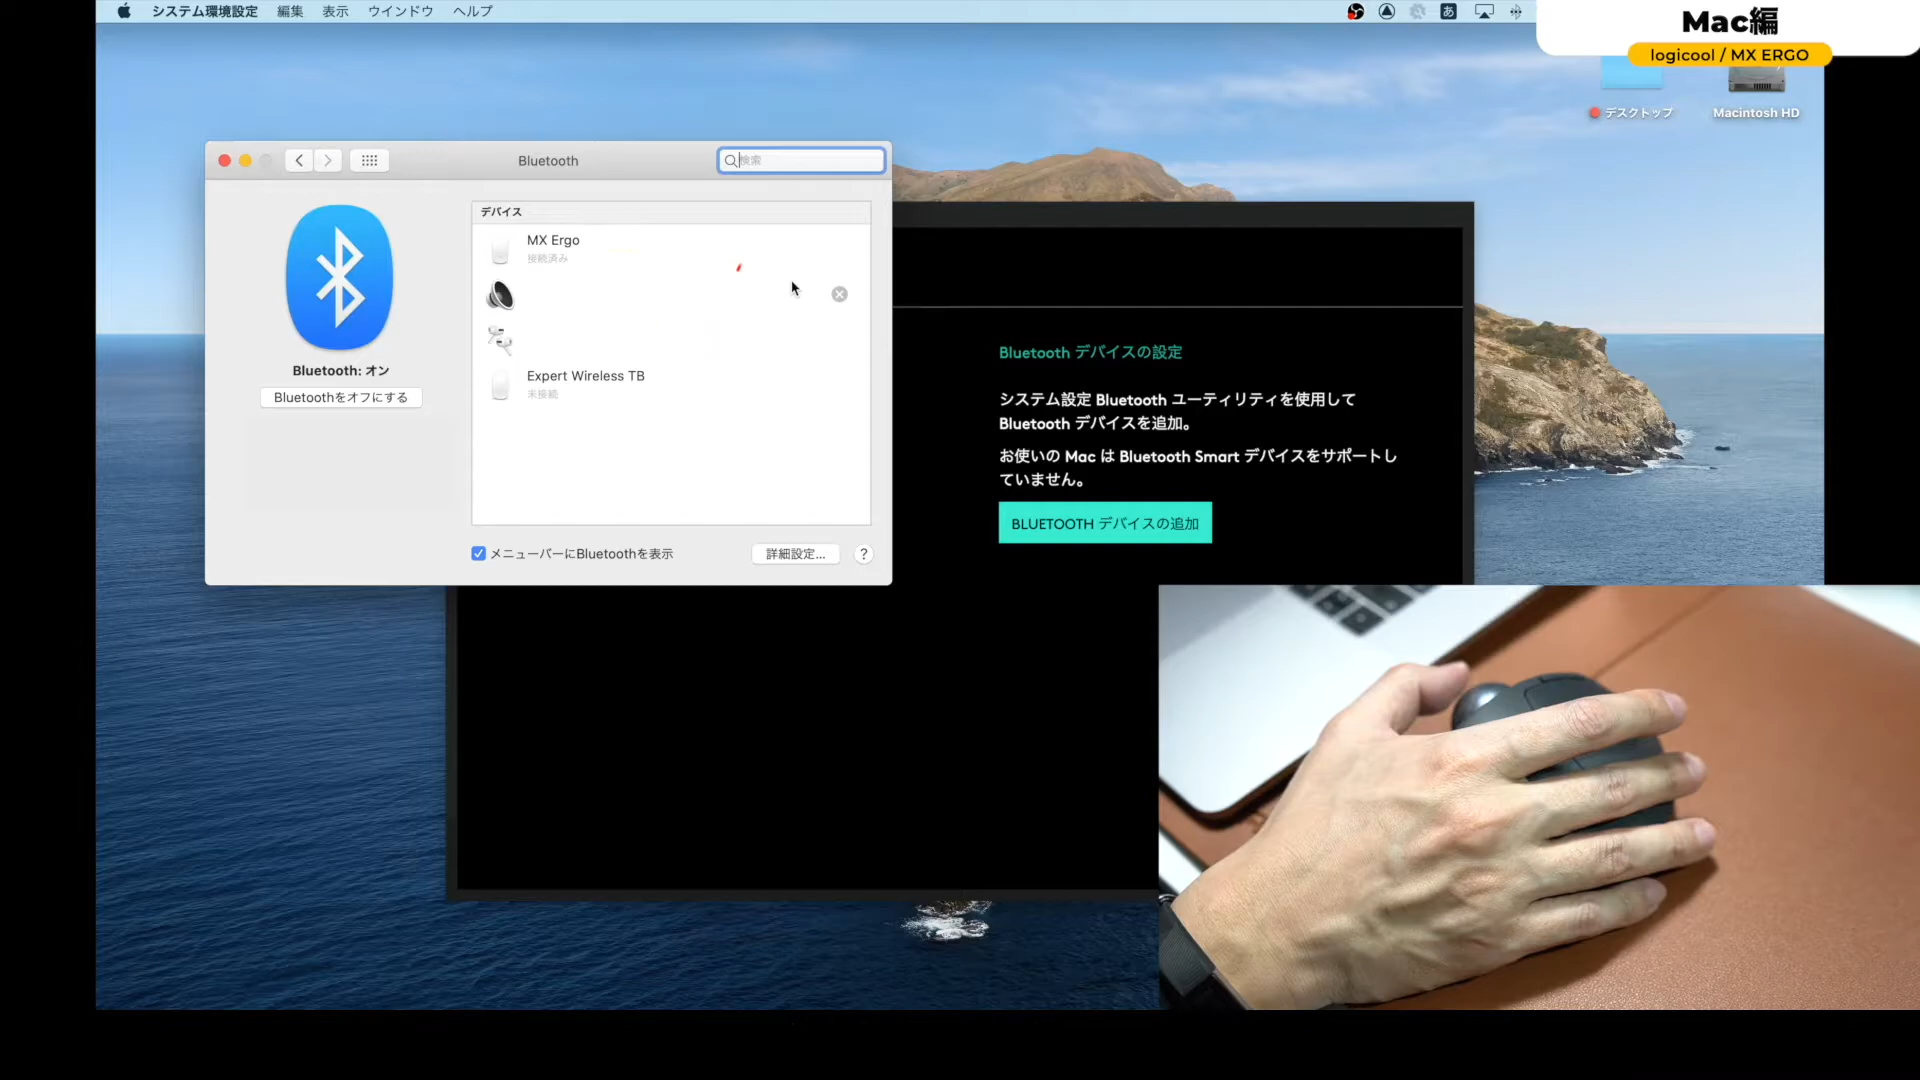 システム環境設定 編集 表示 ウインドウ ヘルプ
あ
Mac編
logicool / MX ERGO
デスクトップ
Macintosh HD
Bluetooth
検索
デバイス
MX Ergo
接続済み
Expert Wireless TB
未接続
Bluetooth: オン
Bluetoothをオフにする
メニューバーにBluetoothを表示
詳細設定...
?
Bluetooth デバイスの設定
システム設定 Bluetooth ユーティリティを使用して
Bluetooth デバイスを追加。
お使いの Mac は Bluetooth Smart デバイスをサポートし
ていません。
BLUETOOTH デバイスの追加